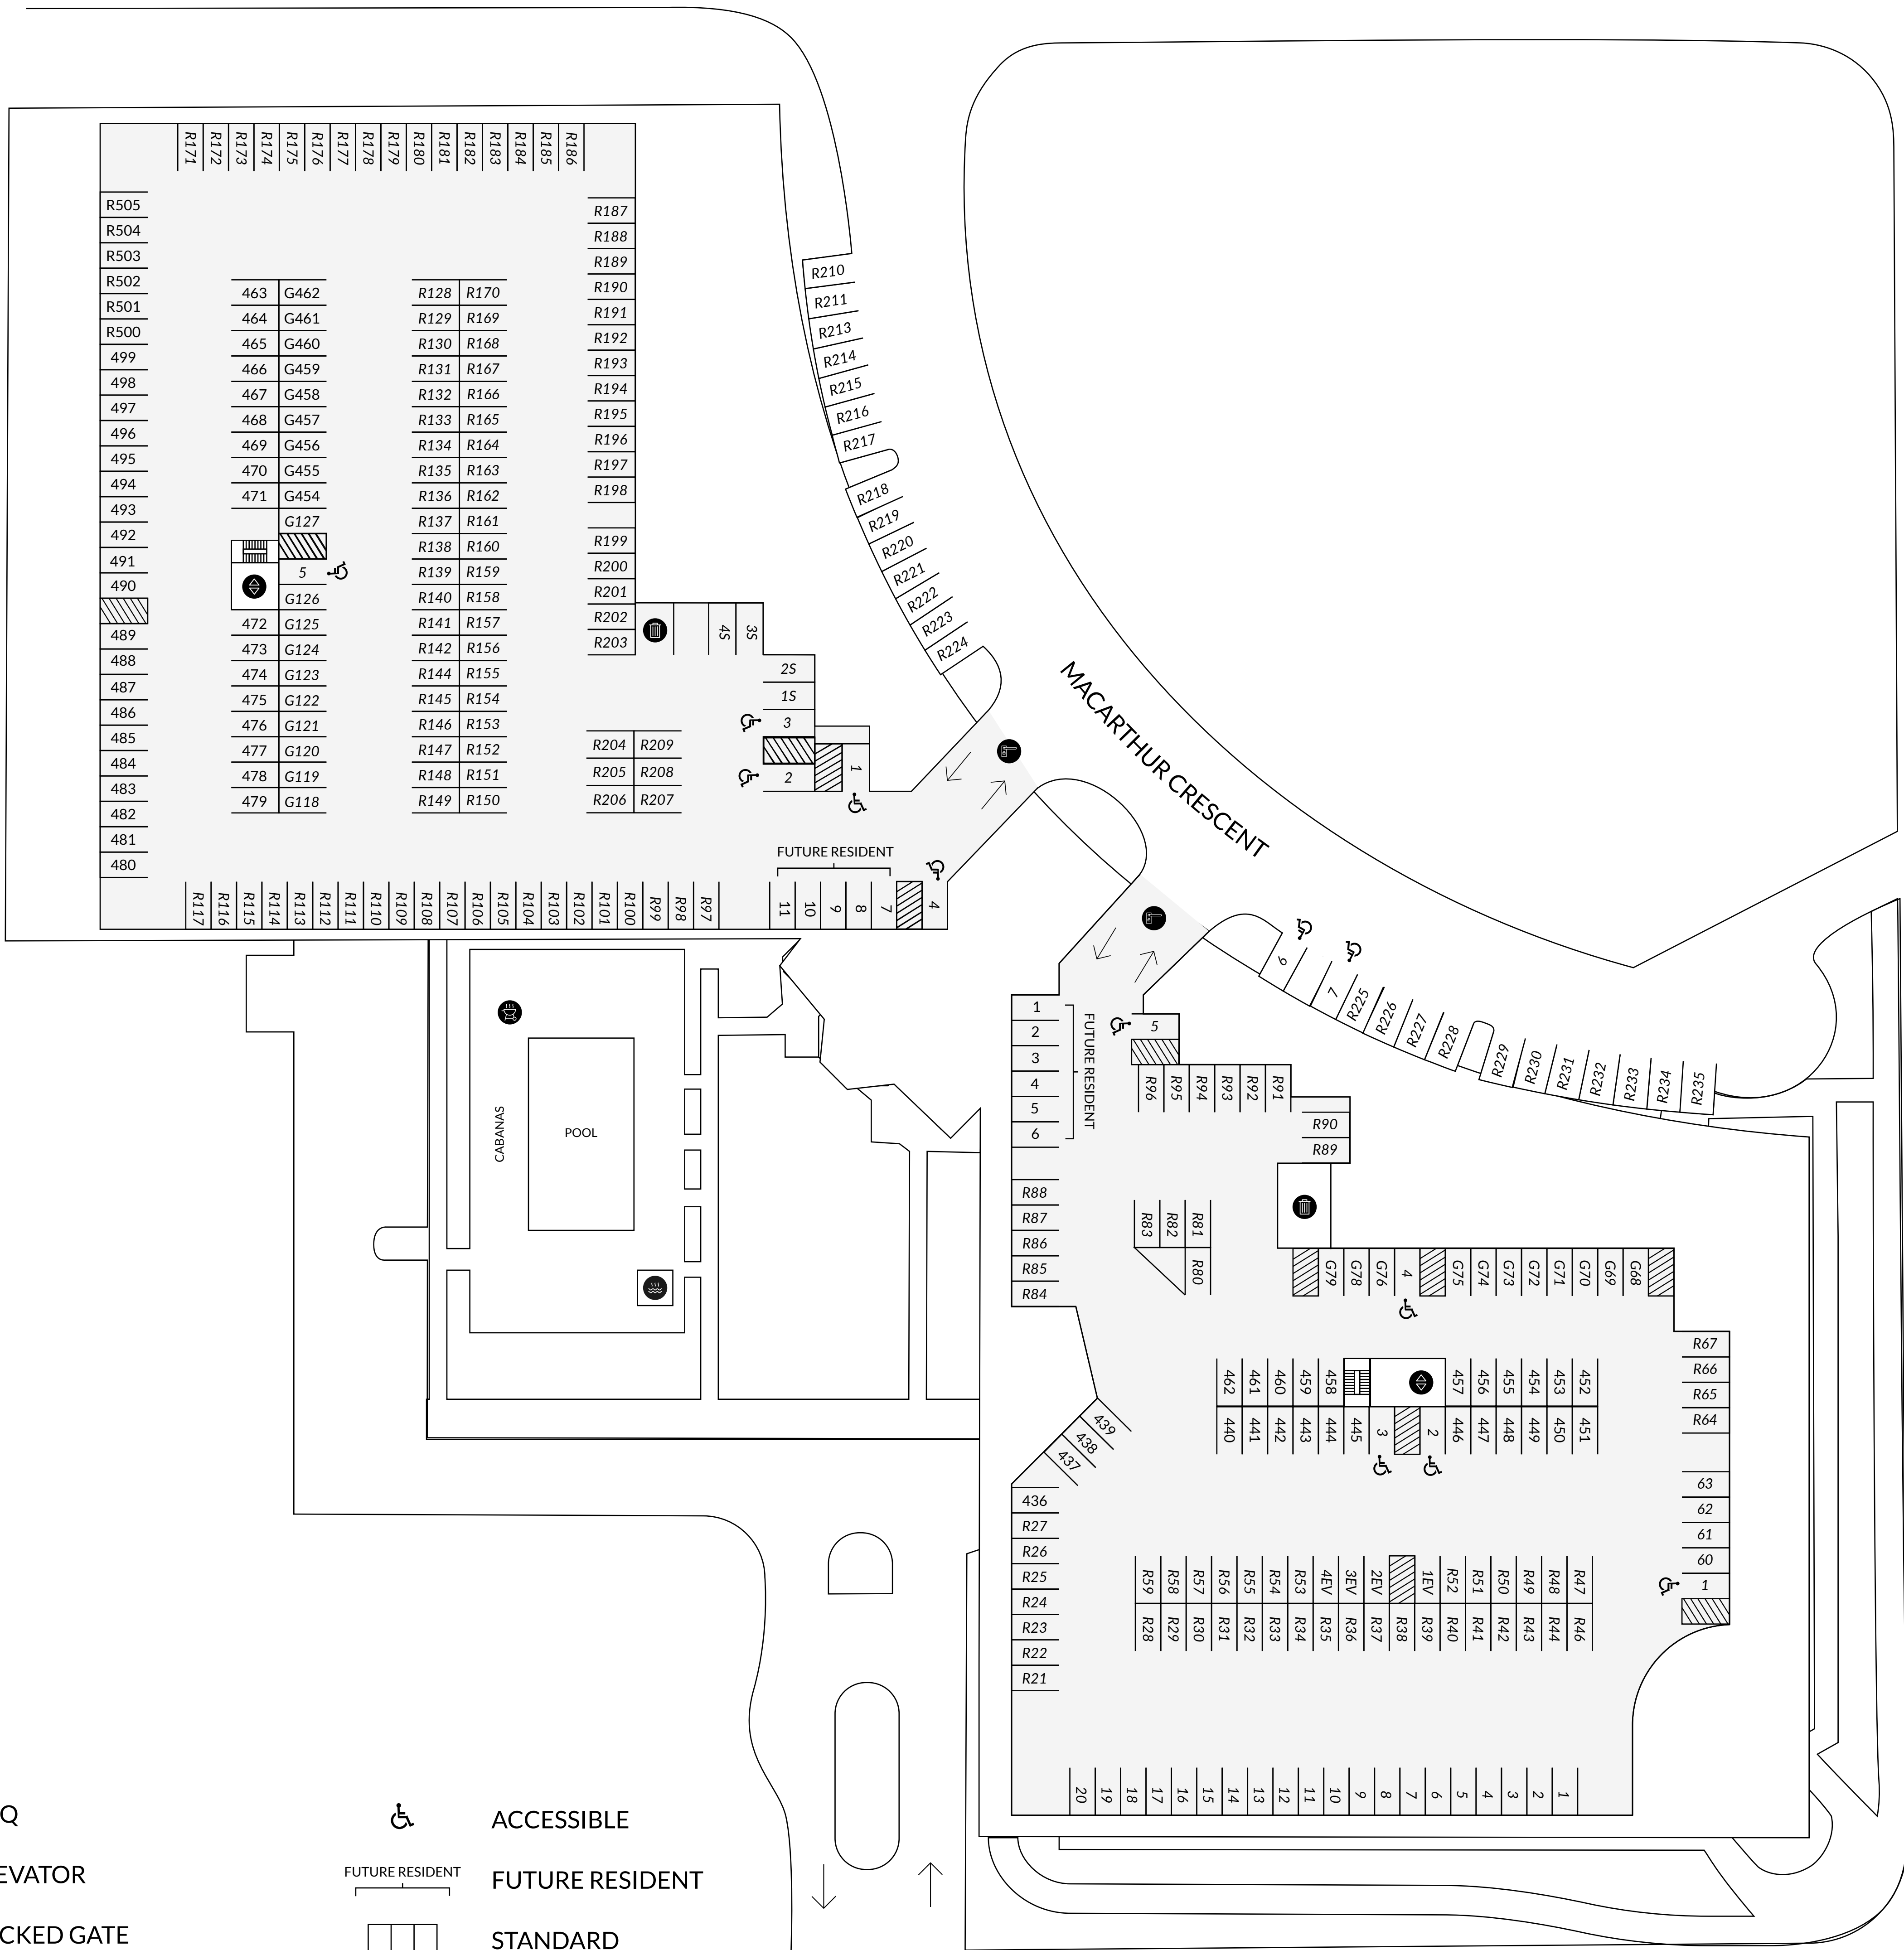 R171 R172 R173 R174 R175 R176 R177 R178 R179 R180 R181 R182 R183 R184 R185 R186
R505
R504
R503
R502
R501
R500
499
498
497
496
495
494
493
492
491
490
489
488
487
486
485
484
483
482
481
480
463 G462
464 G461
465 G460
466 G459
467 G458
468 G457
469 G456
470 G455
471 G454
G127
5
G126
472 G125
473 G124
474 G123
475 G122
476 G121
477 G120
478 G119
479 G118
R128 R170
R129 R169
R130 R168
R131 R167
R132 R166
R133 R165
R134 R164
R135 R163
R136 R162
R137 R161
R138 R160
R139 R159
R140 R158
R141 R157
R142 R156
R144 R155
R145 R154
R146 R153
R147 R152
R148 R151
R149 R150
R187
R188
R189
R190
R191
R192
R193
R194
R195
R196
R197
R198
R199
R200
R201
R202
R203
4S 3S
2S
1S
3
2
1
R204 R209
R205 R208
R206 R207
FUTURE RESIDENT
R117 R116 R115 R114 R113 R112 R111 R110 R109 R108 R107 R106 R105 R104 R103 R102 R101 R100 R99 R98 R97
11 10 9 8 7 4
R210
R211
R213
R214
R215
R216
R217
R218
R219
R220
R221
R222
R223
R224
MACARTHUR CRESCENT
6 7 R225 R226 R227 R228 R229 R230 R231 R232 R233 R234 R235
CABANAS
POOL
1
2
3
4
5
6
FUTURE RESIDENT
5
R96 R95 R94 R93 R92 R91
R90
R89
R88
R87
R86
R85
R84
R83 R82 R81
R80
G79 G78 G76 4 G75 G74 G73 G72 G71 G70 G69 G68
R67
R66
R65
R64
63
62
61
60
1
462 461 460 459 458 457 456 455 454 453 452
440 441 442 443 444 445 3 2 446 447 448 449 450 451
439
438
437
436
R27
R26
R25
R24
R23
R22
R21
R59 R58 R57 R56 R55 R54 R53 4EV 3EV 2EV 1EV R52 R51 R50 R49 R48 R47
R28 R29 R30 R31 R32 R33 R34 R35 R36 R37 R38 R39 R40 R41 R42 R43 R44 R46
20 19 18 17 16 15 14 13 12 11 10 9 8 7 6 5 4 3 2 1
Q
EVATOR
CKED GATE
ACCESSIBLE
FUTURE RESIDENT
FUTURE RESIDENT
STANDARD